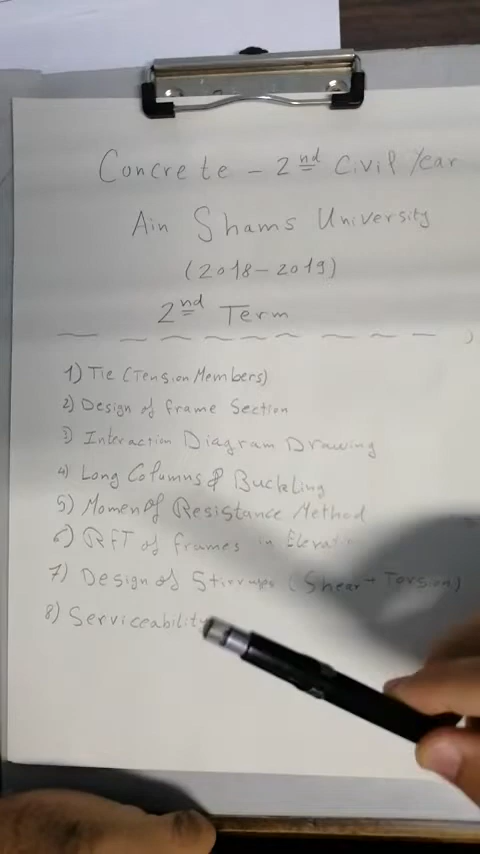 Concrete - 2nd Civil Year
Ain Shams University
(2018-2019)
2nd Term
1) Tie (Tension Members)
2) Design of frame Section
3) Interaction Diagram Drawing
4) Long Columns & Buckling
5) Moment of Resistance Method
6) RFT of frames in
7) Design of Stirrups (Shear + Torsion)
8) Serviceability